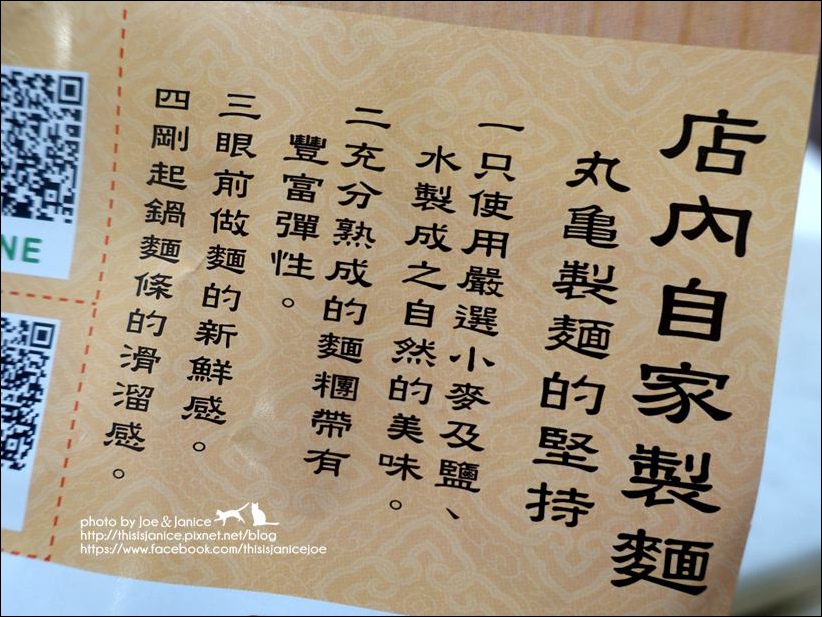 店內自家製麵
丸亀製麵的堅持
一只使用嚴選小麥及鹽、
水製成之自然的美味。
二充分熟成的麵糰帶有
豐富彈性。
三眼前做麵的新鮮感。
四剛起鍋麵條的滑溜感。
NE
photo by Joe & Janice
http://thisisjanice.pixnet.net/blog
https://www.facebook.com/thisisjanicejoe